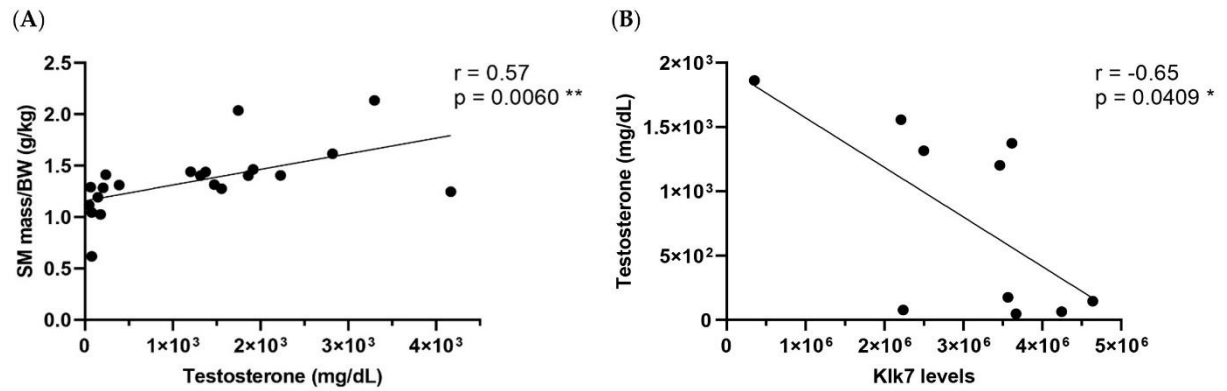 (A)
r = 0.57
p = 0.0060 **
2.5
2.0
1.5
1.0
0.5
0.0
SM mass/BW (g/kg)
0
1×10³
2×10³
3×10³
4×10³
Testosterone (mg/dL)
(B)
r = -0.65
p = 0.0409 *
2×10³
1.5×10³
1×10³
5×10²
0
Testosterone (mg/dL)
0
1×10⁶
2×10⁶
3×10⁶
4×10⁶
5×10⁶
Klk7 levels